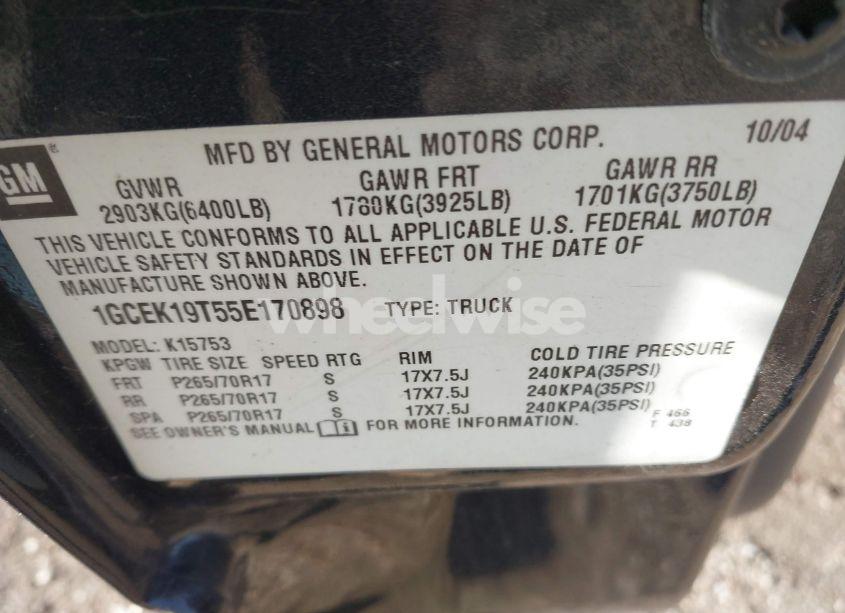 GM
MFD BY GENERAL MOTORS CORP. 10/04
GVWR GAWR FRT GAWR RR
2903KG(6400LB) 1780KG(3925LB) 1701KG(3750LB)
THIS VEHICLE CONFORMS TO ALL APPLICABLE U.S. FEDERAL MOTOR
VEHICLE SAFETY STANDARDS IN EFFECT ON THE DATE OF
MANUFACTURE SHOWN ABOVE.
1GCEK19T55E170898 TYPE: TRUCK
wheelwise
MODEL: K15753
KPGW TIRE SIZE SPEED RTG RIM COLD TIRE PRESSURE
FRT P265/70R17 S 17X7.5J 240KPA(35PSI)
RR P265/70R17 S 17X7.5J 240KPA(35PSI)
SPA P265/70R17 S 17X7.5J 240KPA(35PSI)
SEE OWNER'S MANUAL FOR MORE INFORMATION.
F 466
T 438